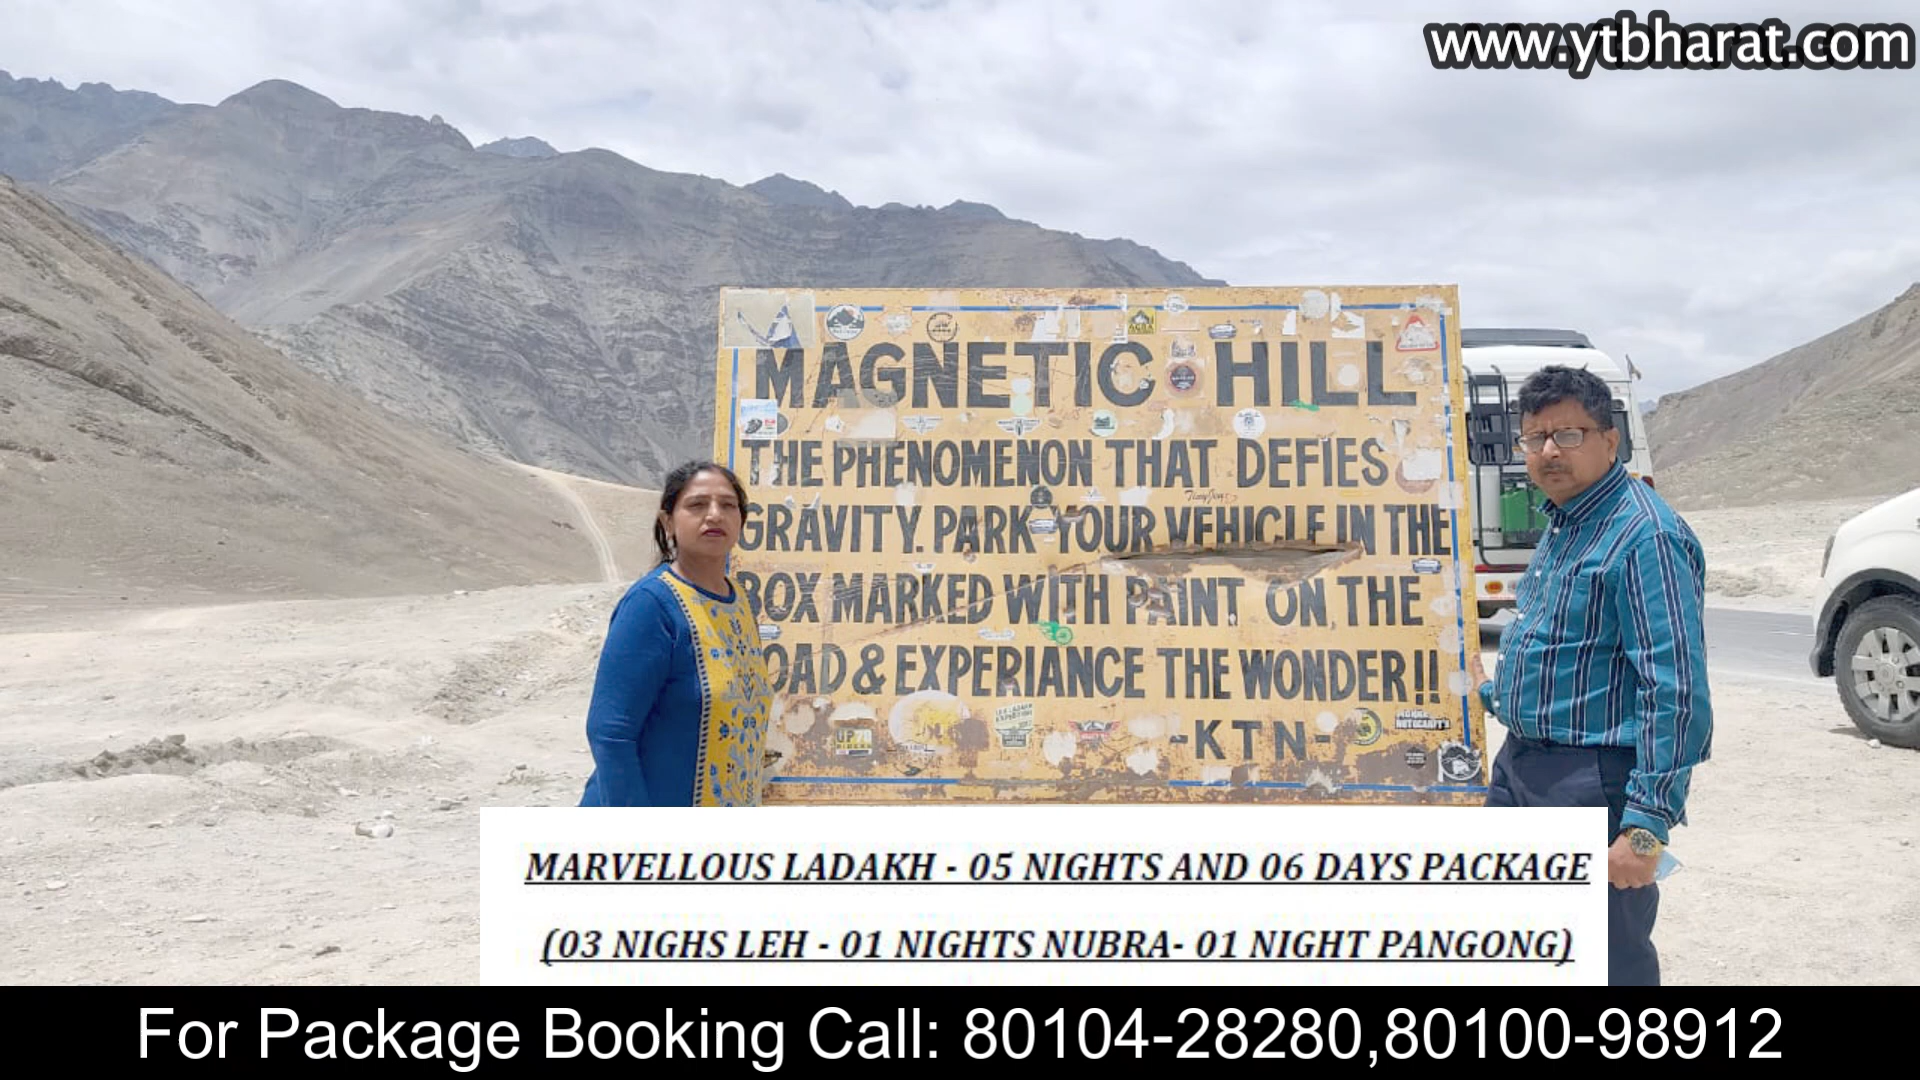 www.ytbharat.com
MAGNETIC HILL
THE PHENOMENON THAT DEFIES
GRAVITY. PARK YOUR VEHICLE IN THE
BOX MARKED WITH PAINT ON THE
OAD & EXPERIANCE THE WONDER!!
-KTN-
MARVELLOUS LADAKH - 05 NIGHTS AND 06 DAYS PACKAGE
(03 NIGHS LEH - 01 NIGHTS NUBRA- 01 NIGHT PANGONG)
For Package Booking Call: 80104-28280,80100-98912